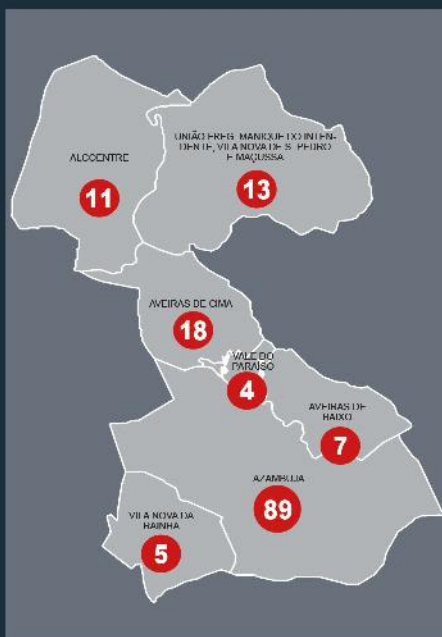 UNIÃO FREG. MANIQUE DO INTEN-
DENTE, VILA NOVA DE S. PEDRO
E MAÇUSSA
ALCOENTRE
13
11
AVEIRAS DE CIMA
18
VALE DO
PARAÍSO
4
AVEIRAS DE
BAIXO
7
AZAMBUJA
89
VILA NOVA DA
RAINHA
5